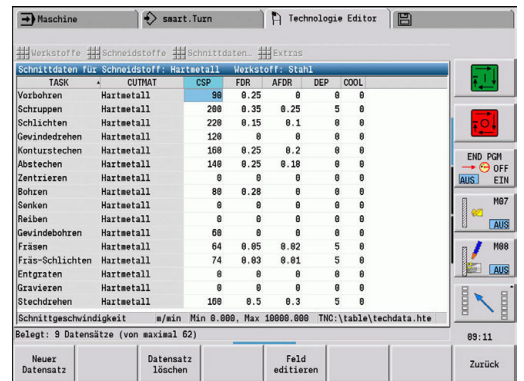 Maschine smart.Turn Technologie Editor
Werkstoffe Schneidstoffe Schnittdaten… Extras
Schnittdaten für Schneidstoff: Hartmetall Werkstoff: Stahl
TASK CUTMAT CSP FDR AFDR DEP COOL
Vorbohren Hartmetall 90 0.25 0 0 0
Schruppen Hartmetall 200 0.35 0.25 5 0
Schlichten Hartmetall 220 0.15 0.1 0 0
Gewindedrehen Hartmetall 120 0 0 0 0
Konturstechen Hartmetall 160 0.25 0.2 0 0
Abstechen Hartmetall 140 0.25 0.18 0 0
Zentrieren Hartmetall 0 0 0 0 0
Bohren Hartmetall 80 0.28 0 0 0
Senken Hartmetall 0 0 0 0 0
Reiben Hartmetall 0 0 0 0 0
Gewindebohren Hartmetall 60 0 0 0 0
Fräsen Hartmetall 64 0.05 0.02 5 0
Fräs-Schlichten Hartmetall 74 0.03 0.01 5 0
Entgraten Hartmetall 0 0 0 0 0
Gravieren Hartmetall 0 0 0 0 0
Stechdrehen Hartmetall 160 0.5 0.3 5 0
Schnittgeschwindigkeit m/min Min 0.000, Max 10000.000 TNC:\table\techdata.hte
Belegt: 9 Datensätze (von maximal 62)
END PGM
OFF
AUS EIN
M07
AUS
M08
AUS
09:11
Neuer Datensatz Feld
Datensatz löschen editieren
Zurück